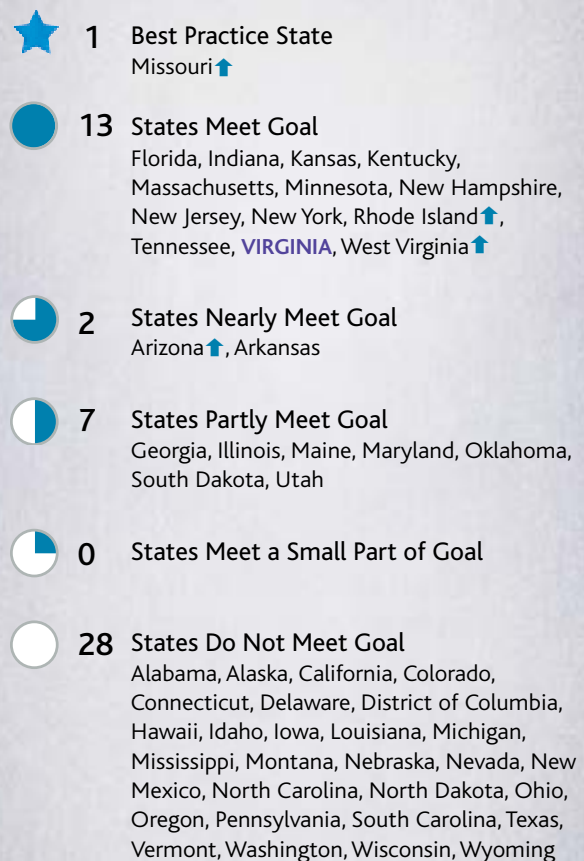 1 Best Practice State
Missouri⬆
13 States Meet Goal
Florida, Indiana, Kansas, Kentucky,
Massachusetts, Minnesota, New Hampshire,
New Jersey, New York, Rhode Island⬆,
Tennessee, VIRGINIA, West Virginia⬆
2 States Nearly Meet Goal
Arizona⬆, Arkansas
7 States Partly Meet Goal
Georgia, Illinois, Maine, Maryland, Oklahoma,
South Dakota, Utah
0 States Meet a Small Part of Goal
28 States Do Not Meet Goal
Alabama, Alaska, California, Colorado,
Connecticut, Delaware, District of Columbia,
Hawaii, Idaho, Iowa, Louisiana, Michigan,
Mississippi, Montana, Nebraska, Nevada, New
Mexico, North Carolina, North Dakota, Ohio,
Oregon, Pennsylvania, South Carolina, Texas,
Vermont, Washington, Wisconsin, Wyoming